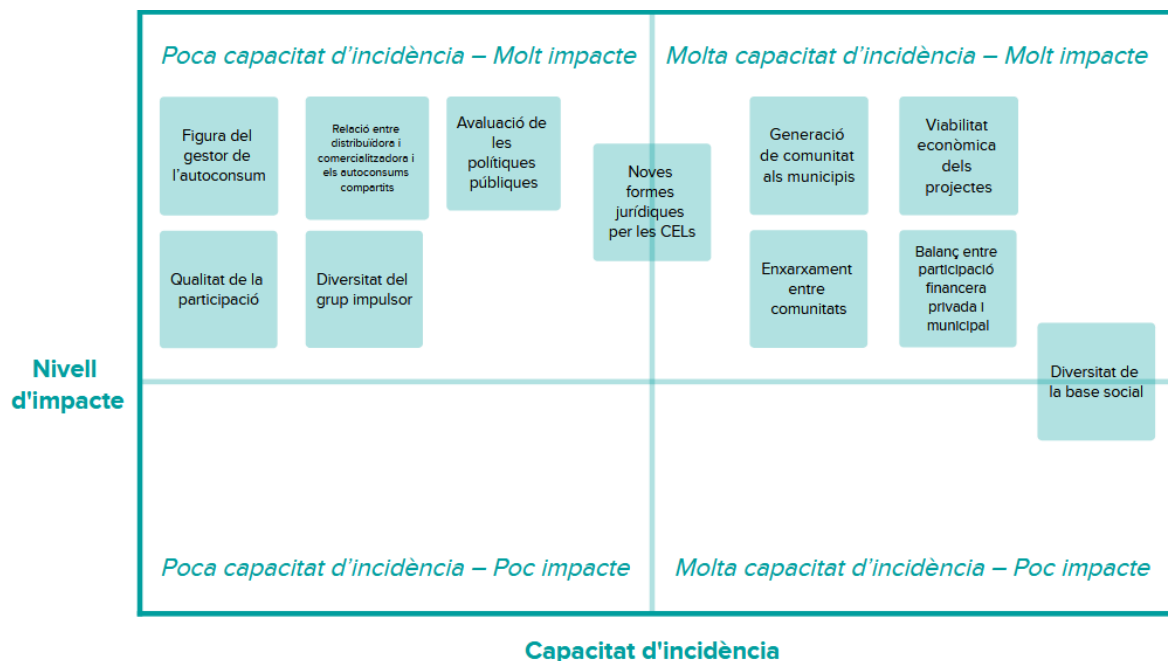 Poca capacitat d'incidència – Molt impacte
Molta capacitat d'incidència – Molt impacte
Figura del
gestor de
l'autoconsum
Relació entre
distribuïdora i
comercialitzadora i
els autoconsums
compartits
Avaluació de
les
polítiques
públiques
Noves
formes
jurídiques
per les CELs
Generació
de comunitat
als municipis
Viabilitat
econòmica
dels
projectes
Qualitat de la
participació
Diversitat del
grup impulsor
Enxarxament
entre
comunitats
Balanç entre
participació
financera
privada i
municipal
Diversitat de
la base social
Nivell
d'impacte
Poca capacitat d'incidència – Poc impacte
Molta capacitat d'incidència – Poc impacte
Capacitat d'incidència